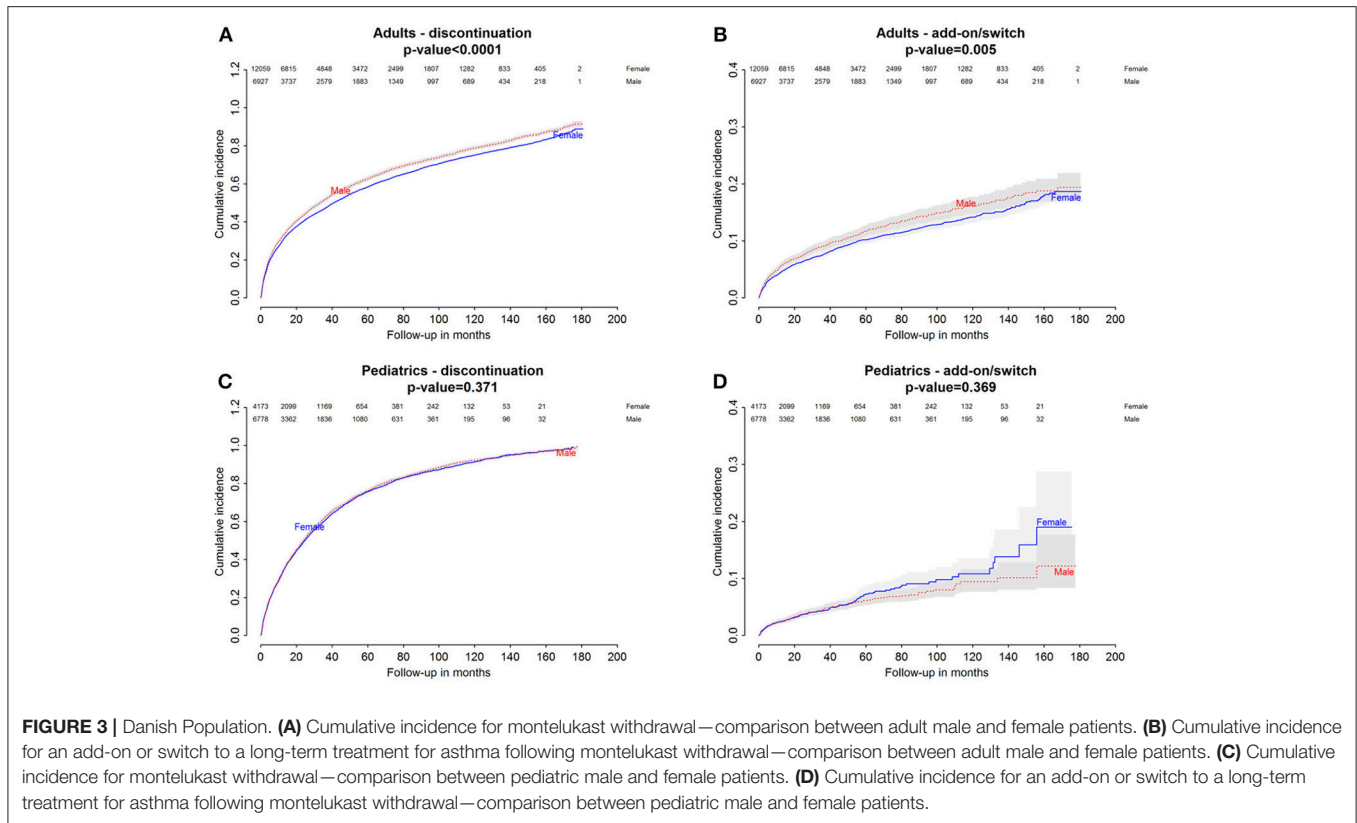 A
Adults - discontinuation
p-value<0.0001
12059 6815 4848 3472 2499 1807 1282 833 405 2 Female
6927 3737 2579 1883 1349 997 689 434 218 1 Male
1.2
1.0
0.8
0.6
0.4
0.2
0.0
Cumulative incidence
Female
Male
0 20 40 60 80 100 120 140 160 180 200
Follow-up in months
B
Adults - add-on/switch
p-value=0.005
12059 6815 4848 3472 2499 1807 1282 833 405 2 Female
6927 3737 2579 1883 1349 997 689 434 218 1 Male
0.4
0.3
0.2
0.1
0.0
Cumulative incidence
Male
Female
0 20 40 60 80 100 120 140 160 180 200
Follow-up in months
C
Pediatrics - discontinuation
p-value=0.371
4173 2099 1169 654 381 242 132 53 21 Female
6778 3362 1836 1080 631 361 195 96 32 Male
1.2
1.0
0.8
0.6
0.4
0.2
0.0
Cumulative incidence
Male
Female
0 20 40 60 80 100 120 140 160 180 200
Follow-up in months
D
Pediatrics - add-on/switch
p-value=0.369
4173 2099 1169 654 381 242 132 53 21 Female
6778 3362 1836 1080 631 361 195 96 32 Male
0.4
0.3
0.2
0.1
0.0
Cumulative incidence
Female
Male
0 20 40 60 80 100 120 140 160 180 200
Follow-up in months
FIGURE 3 | Danish Population. (A) Cumulative incidence for montelukast withdrawal—comparison between adult male and female patients. (B) Cumulative incidence
for an add-on or switch to a long-term treatment for asthma following montelukast withdrawal—comparison between adult male and female patients. (C) Cumulative
incidence for montelukast withdrawal—comparison between pediatric male and female patients. (D) Cumulative incidence for an add-on or switch to a long-term
treatment for asthma following montelukast withdrawal—comparison between pediatric male and female patients.